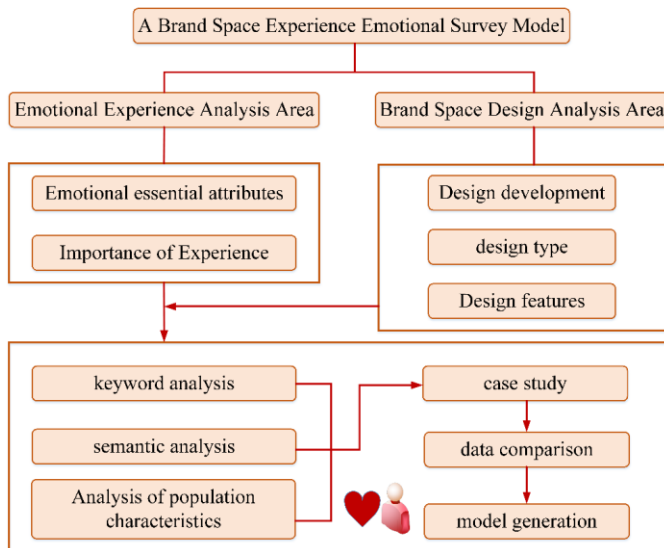 A Brand Space Experience Emotional Survey Model
Emotional Experience Analysis Area
Brand Space Design Analysis Area
Emotional essential attributes
Importance of Experience
Design development
design type
Design features
keyword analysis
semantic analysis
Analysis of population
characteristics
case study
data comparison
model generation